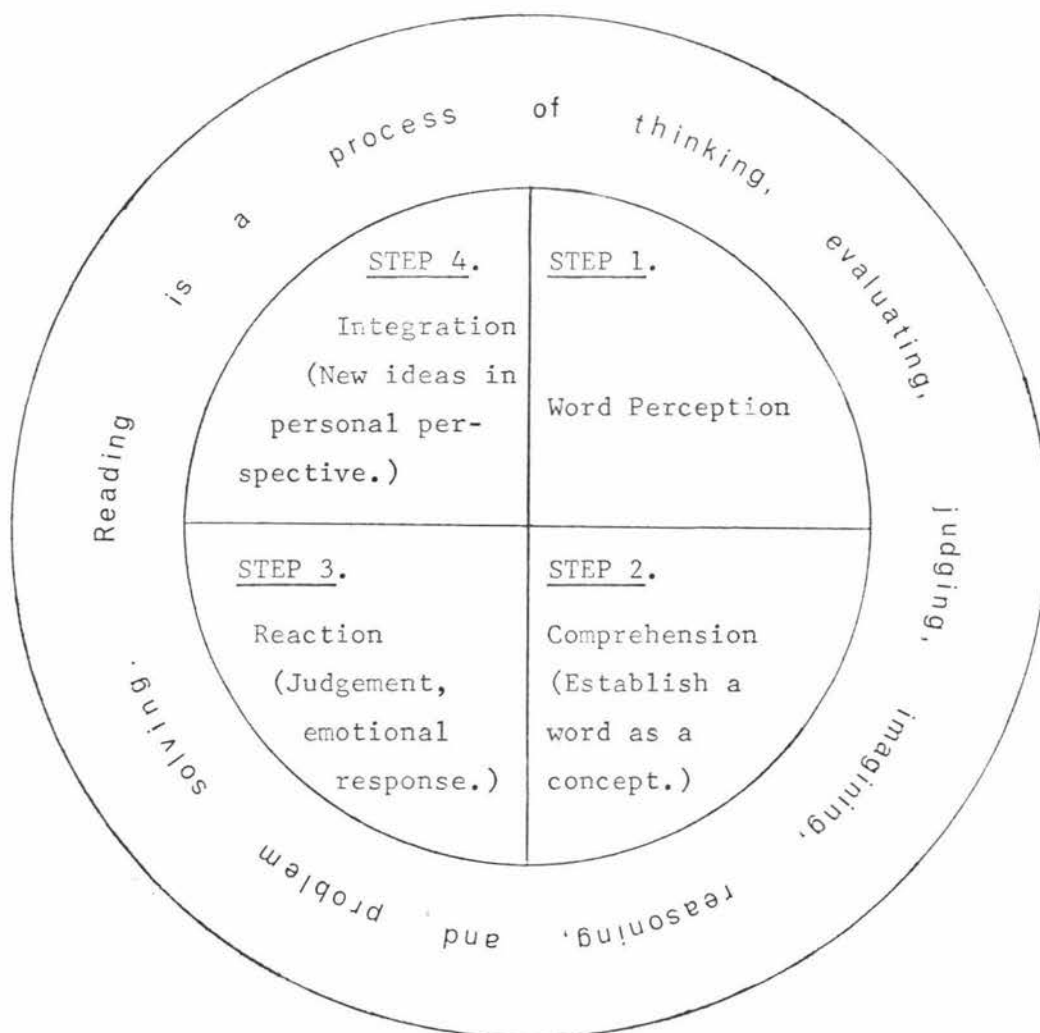 Reading is a process of thinking, evaluating, judging, imagining, reasoning, and problem solving.
STEP 1.
Word Perception
STEP 2.
Comprehension
(Establish a
word as a
concept.)
STEP 3.
Reaction
(Judgement,
emotional
response.)
STEP 4.
Integration
(New ideas in
personal per-
spective.)